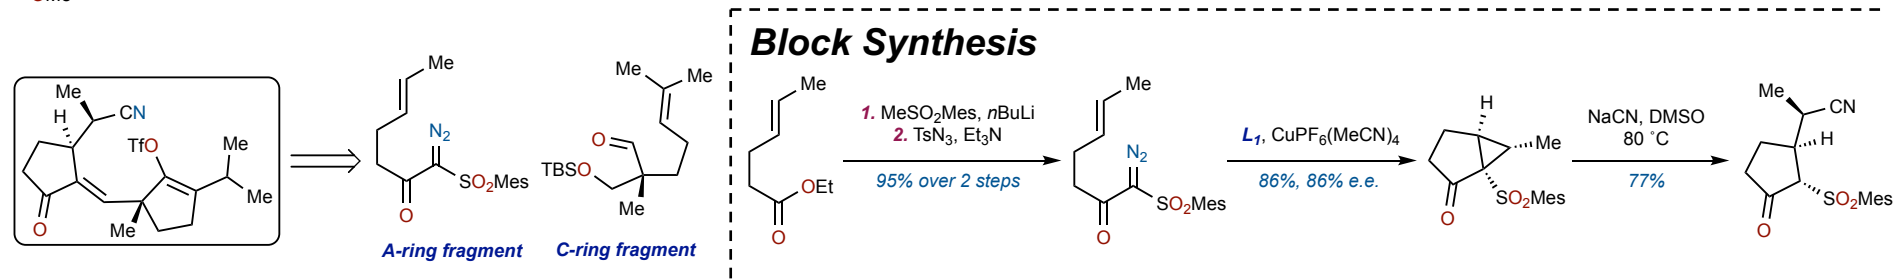 OMe
Block Synthesis
Me
CN
H
TfO
Me
Me
O
Me
Me
N2
SO2Mes
O
A-ring fragment
Me
Me
O
TBSO
Me
C-ring fragment
Me
OEt
O
1. MeSO2Mes, nBuLi
2. TsN3, Et3N
95% over 2 steps
Me
N2
SO2Mes
O
L1, CuPF6(MeCN)4
86%, 86% e.e.
H
Me
SO2Mes
O
NaCN, DMSO
80 ˚C
77%
Me
CN
H
SO2Mes
O